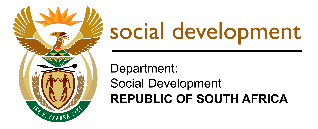 social development
Department:
Social Development
REPUBLIC OF SOUTH AFRICA